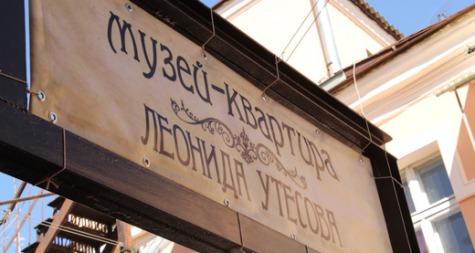 Музей-квартира
Леонида Утесова